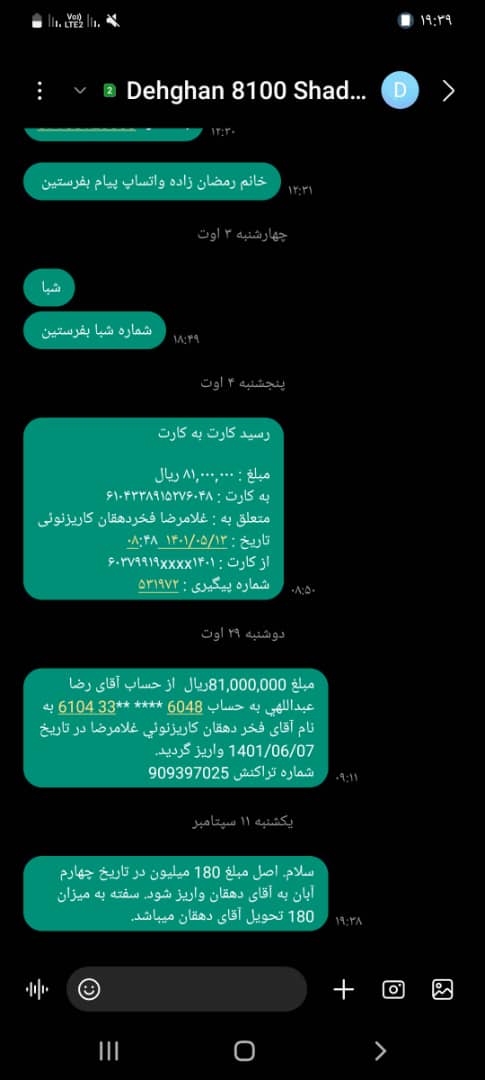 ۱۹:۳۹
Vo)) LTE2
Dehghan 8100 Shad...
2
D
۱۲:۳۰
خانم رمضان زاده واتساپ پیام بفرستین
۱۲:۳۱
چهارشنبه ۳ اوت
شبا
شماره شبا بفرستین
۱۸:۴۹
پنجشنبه ۴ اوت
رسید کارت به کارت
مبلغ : ۸۱,۰۰۰,۰۰۰ ریال
به کارت : ۶۱۰۴۳۳۸۹۱۵۲۷۶۰۴۸
متعلق به : غلامرضا فخردهقان کاریزنوئی
تاریخ : ۱۴۰۱/۰۵/۱۳ ۰۸:۴۸
از کارت : ۶۰۳۷۹۹۱۹xxxx۱۴۰۱
شماره پیگیری : ۵۳۱۹۷۲
۰۸:۵۰
دوشنبه ۲۹ اوت
مبلغ 81,000,000ریال از حساب آقای رضا
عبداللهي به حساب 6048 **** **33 6104 به
نام آقای فخر دهقان کاریزنوئي غلامرضا در تاریخ
1401/06/07 واریز گردید.
شماره تراکنش 909397025
۰۹:۱۱
یکشنبه ۱۱ سپتامبر
سلام. اصل مبلغ 180 میلیون در تاریخ چهارم
آبان به آقای دهقان واریز شود. سفته به میزان
180 تحویل آقای دهقان میباشد.
۱۹:۳۸